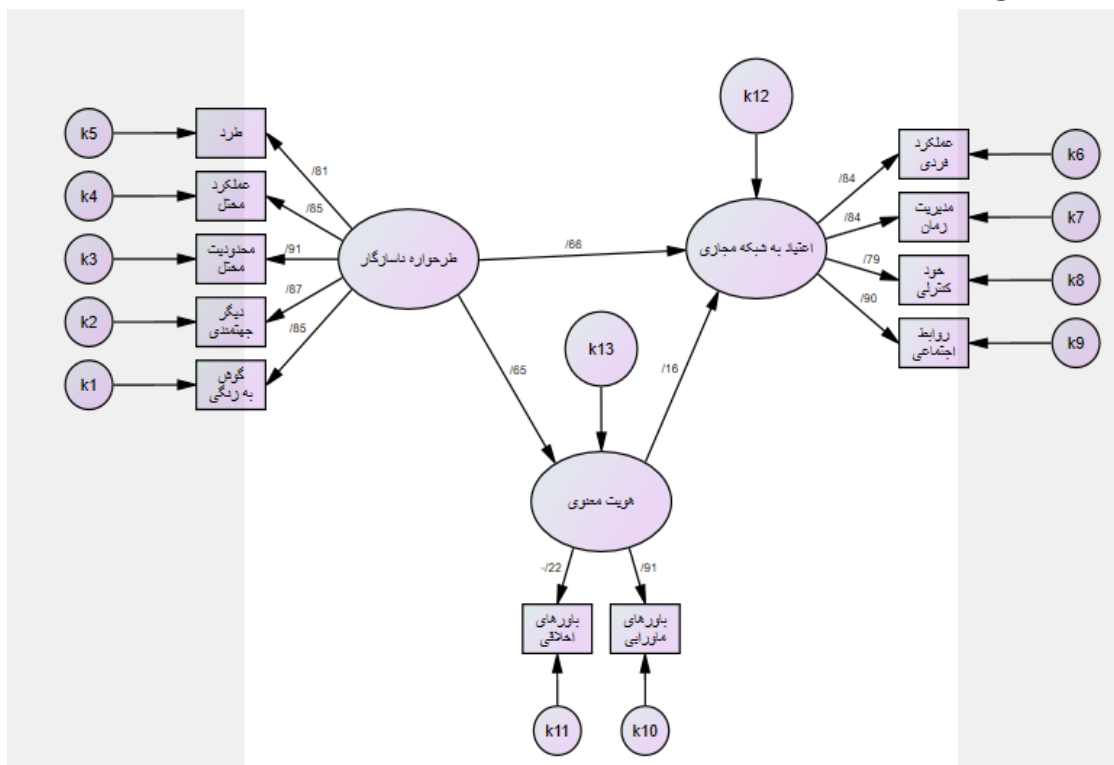 k12
k5
طرد
عملکرد
فردی
k6
/81
/84
k4
عملکرد
مختل
/85
/84
مدیریت
زمان
k7
k3
محدودیت
مختل
/91
طرحواره ناسازگار
/66
اعتیاد به شبکه مجازی
/79
خود
کنترلی
k8
k2
دیگر
جهتمندی
/87
/90
روابط
اجتماعی
k9
k1
گوش
به زنگی
/85
k13
/65
/16
هویت معنوی
-/22
/91
باورهای
اخلاقی
باورهای
ماورایی
k11
k10